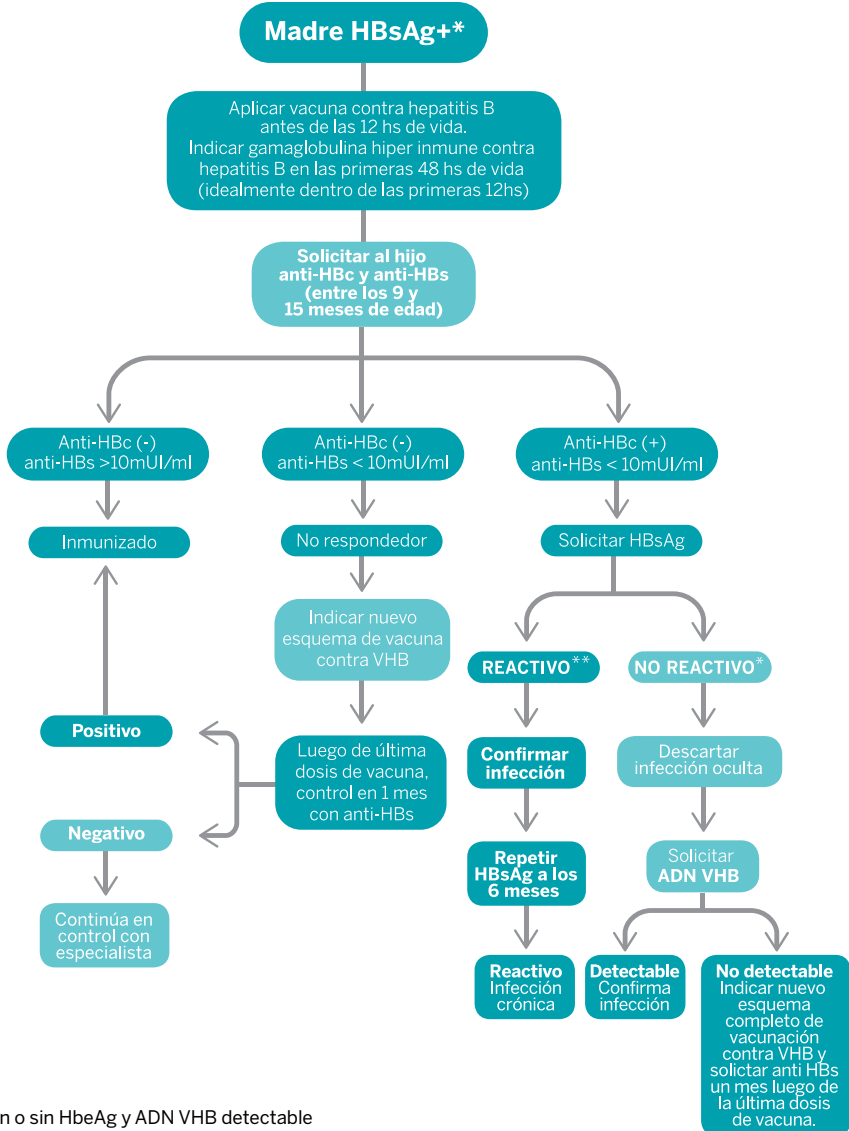 Madre HBsAg+*
Aplicar vacuna contra hepatitis B
antes de las 12 hs de vida.
Indicar gamaglobulina hiper inmune contra
hepatitis B en las primeras 48 hs de vida
(idealmente dentro de las primeras 12hs)
Solicitar al hijo
anti-HBc y anti-HBs
(entre los 9 y
15 meses de edad)
Anti-HBc (-)
anti-HBs >10mUI/ml
Anti-HBc (-)
anti-HBs < 10mUI/ml
Anti-HBc (+)
anti-HBs < 10mUI/ml
Inmunizado
No respondedor
Solicitar HBsAg
Indicar nuevo
esquema de vacuna
contra VHB
REACTIVO**
NO REACTIVO*
Positivo
Luego de última
dosis de vacuna,
control en 1 mes
con anti-HBs
Confirmar
infección
Descartar
infección oculta
Negativo
Continúa en
control con
especialista
Repetir
HBsAg a los
6 meses
Solicitar
ADN VHB
Reactivo
Infección
crónica
Detectable
Confirma
infección
No detectable
Indicar nuevo
esquema
completo de
vacunación
contra VHB y
solictar anti HBs
un mes luego de
la última dosis
de vacuna.
n o sin HbeAg y ADN VHB detectable